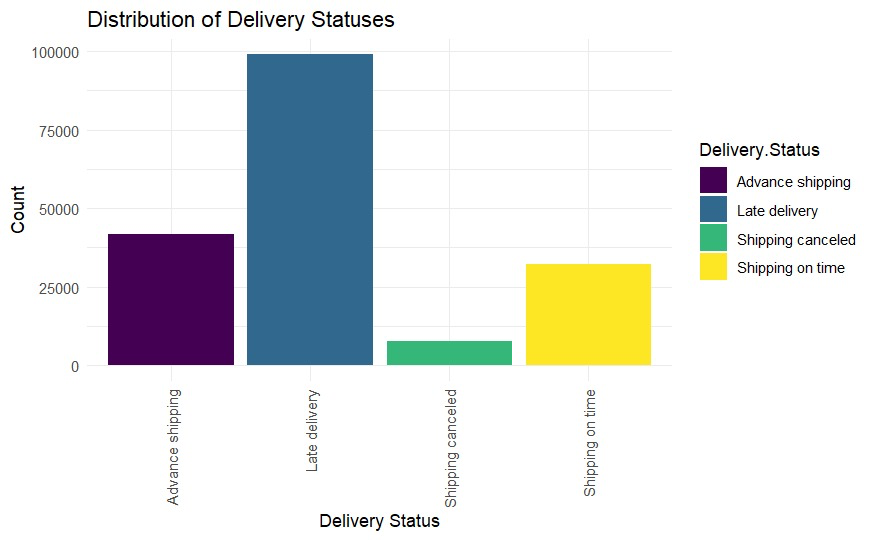 Distribution of Delivery Statuses
100000
75000
50000
25000
0
Count
Advance shipping
Late delivery
Shipping canceled
Shipping on time
Delivery Status
Delivery.Status
Advance shipping
Late delivery
Shipping canceled
Shipping on time